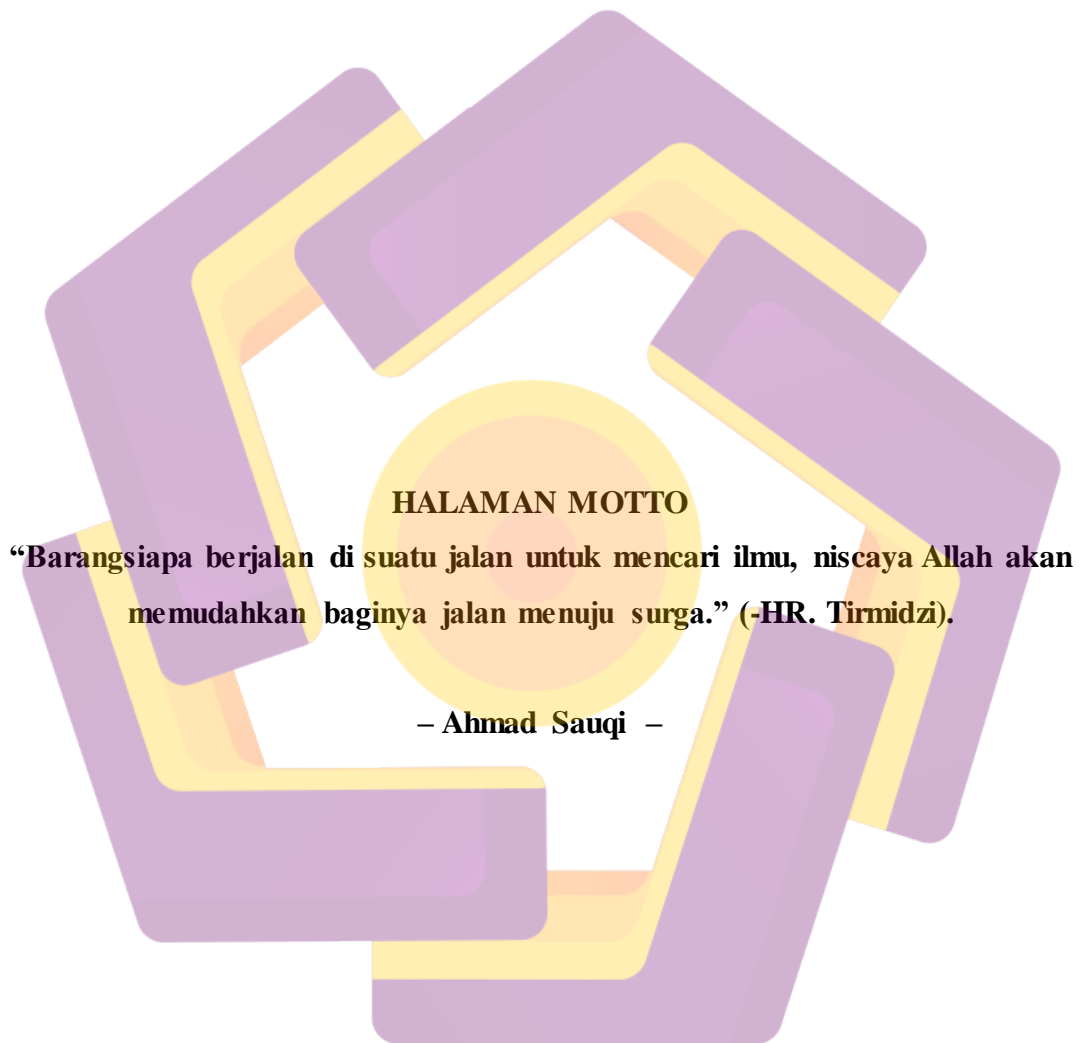 HALAMAN MOTTO
“Barangsiapa berjalan di suatu jalan untuk mencari ilmu, niscaya Allah akan
memudahkan baginya jalan menuju surga.” (-HR. Tirmidzi).
– Ahmad Sauqi –